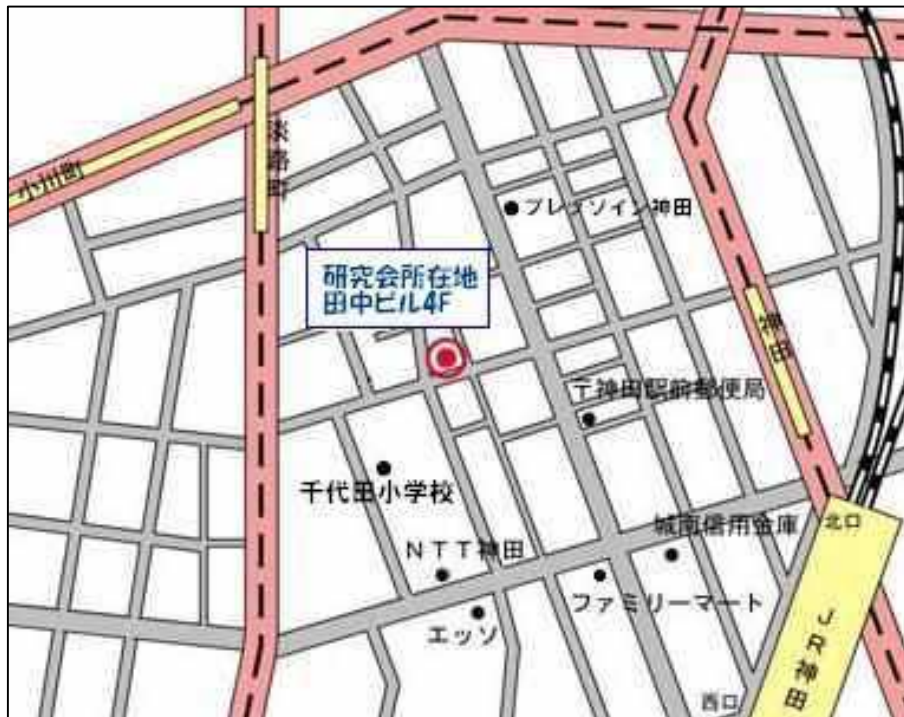 小川町
淡路町
プレッソイン神田
研究会所在地
田中ビル4F
神田
〒神田駅前郵便局
千代田小学校
城南信用金庫
北口
NTT神田
ファミリーマート
エッソ
JR神田
西口